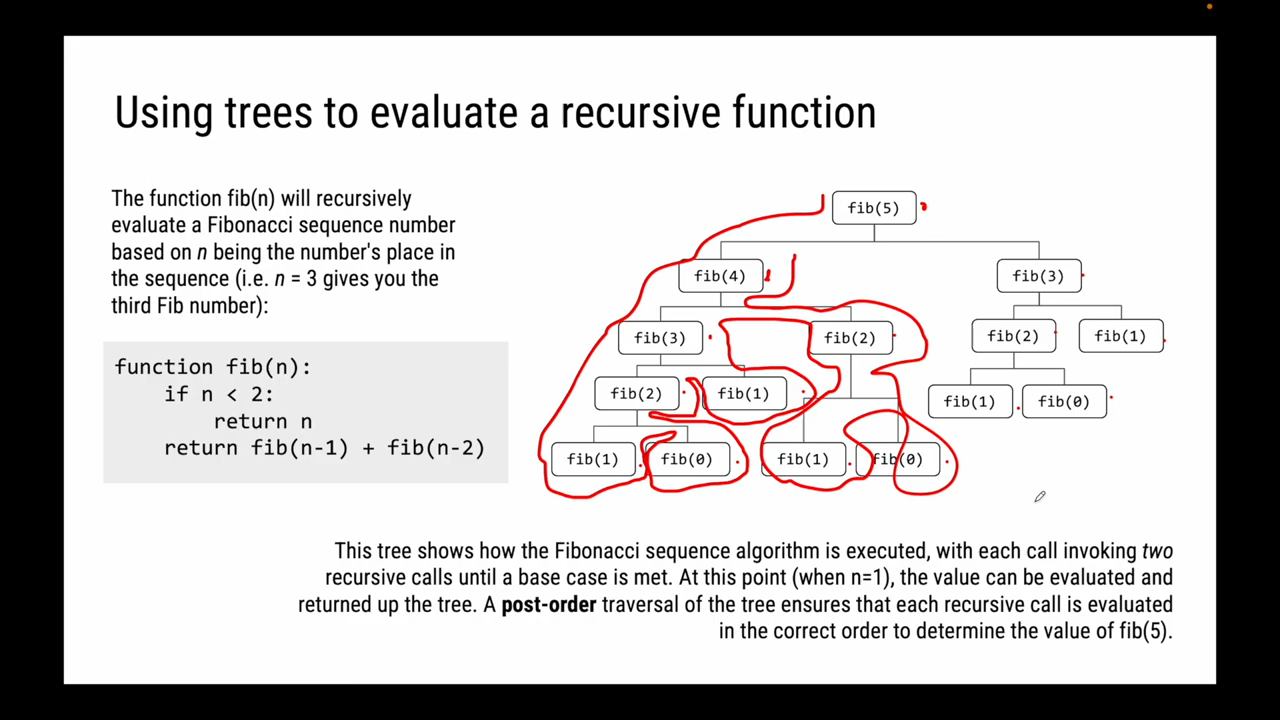 Using trees to evaluate a recursive function
The function fib(n) will recursively
evaluate a Fibonacci sequence number
based on n being the number's place in
the sequence (i.e. n = 3 gives you the
third Fib number):
function fib(n):
    if n < 2:
        return n
    return fib(n-1) + fib(n-2)
fib(5)
fib(4) fib(3)
fib(3) fib(2) fib(2) fib(1)
fib(2) fib(1) fib(1) fib(0)
fib(1) fib(0) fib(1) fib(0)
This tree shows how the Fibonacci sequence algorithm is executed, with each call invoking two
recursive calls until a base case is met. At this point (when n=1), the value can be evaluated and
returned up the tree. A post-order traversal of the tree ensures that each recursive call is evaluated
in the correct order to determine the value of fib(5).